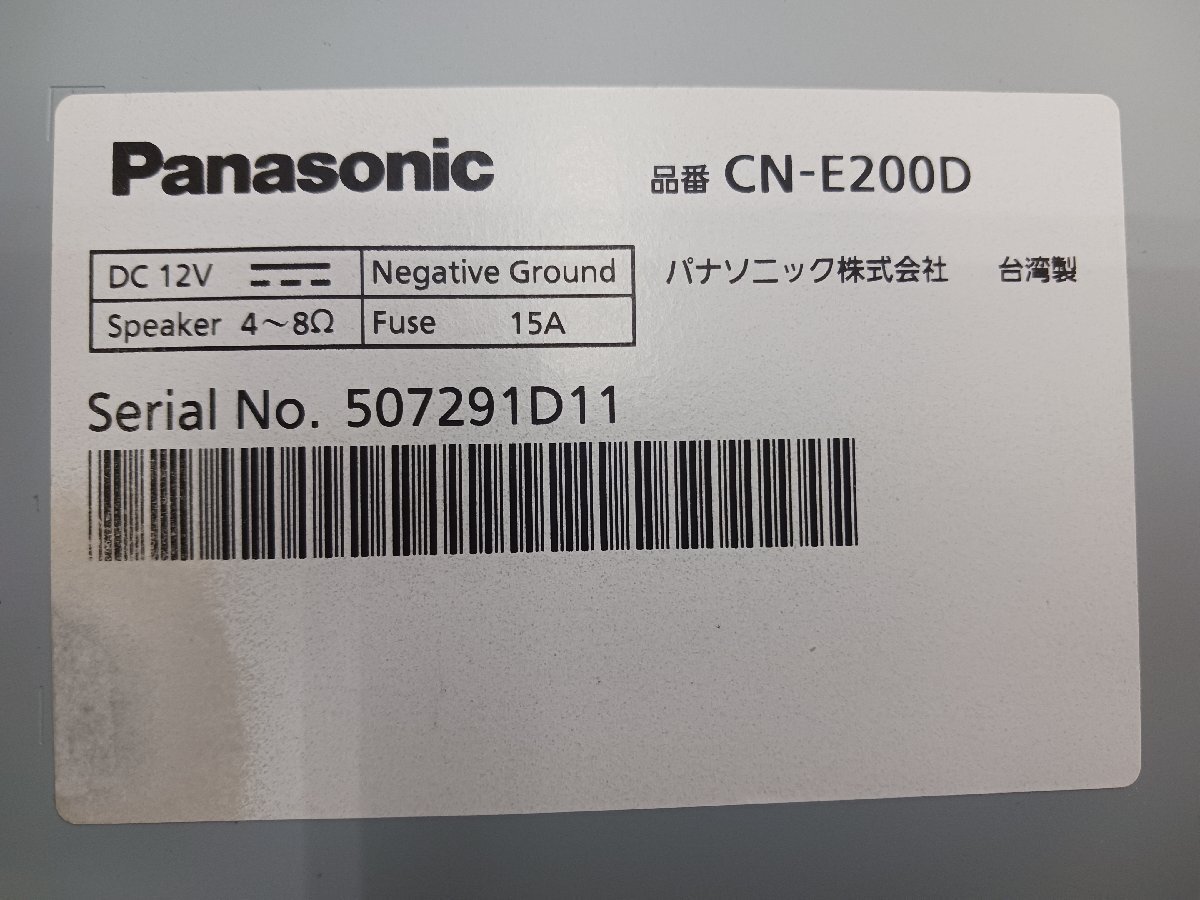 Panasonic 品番 CN-E200D
DC 12V Negative Ground パナソニック株式会社 台湾製
Speaker 4～8Ω Fuse 15A
Serial No. 507291D11